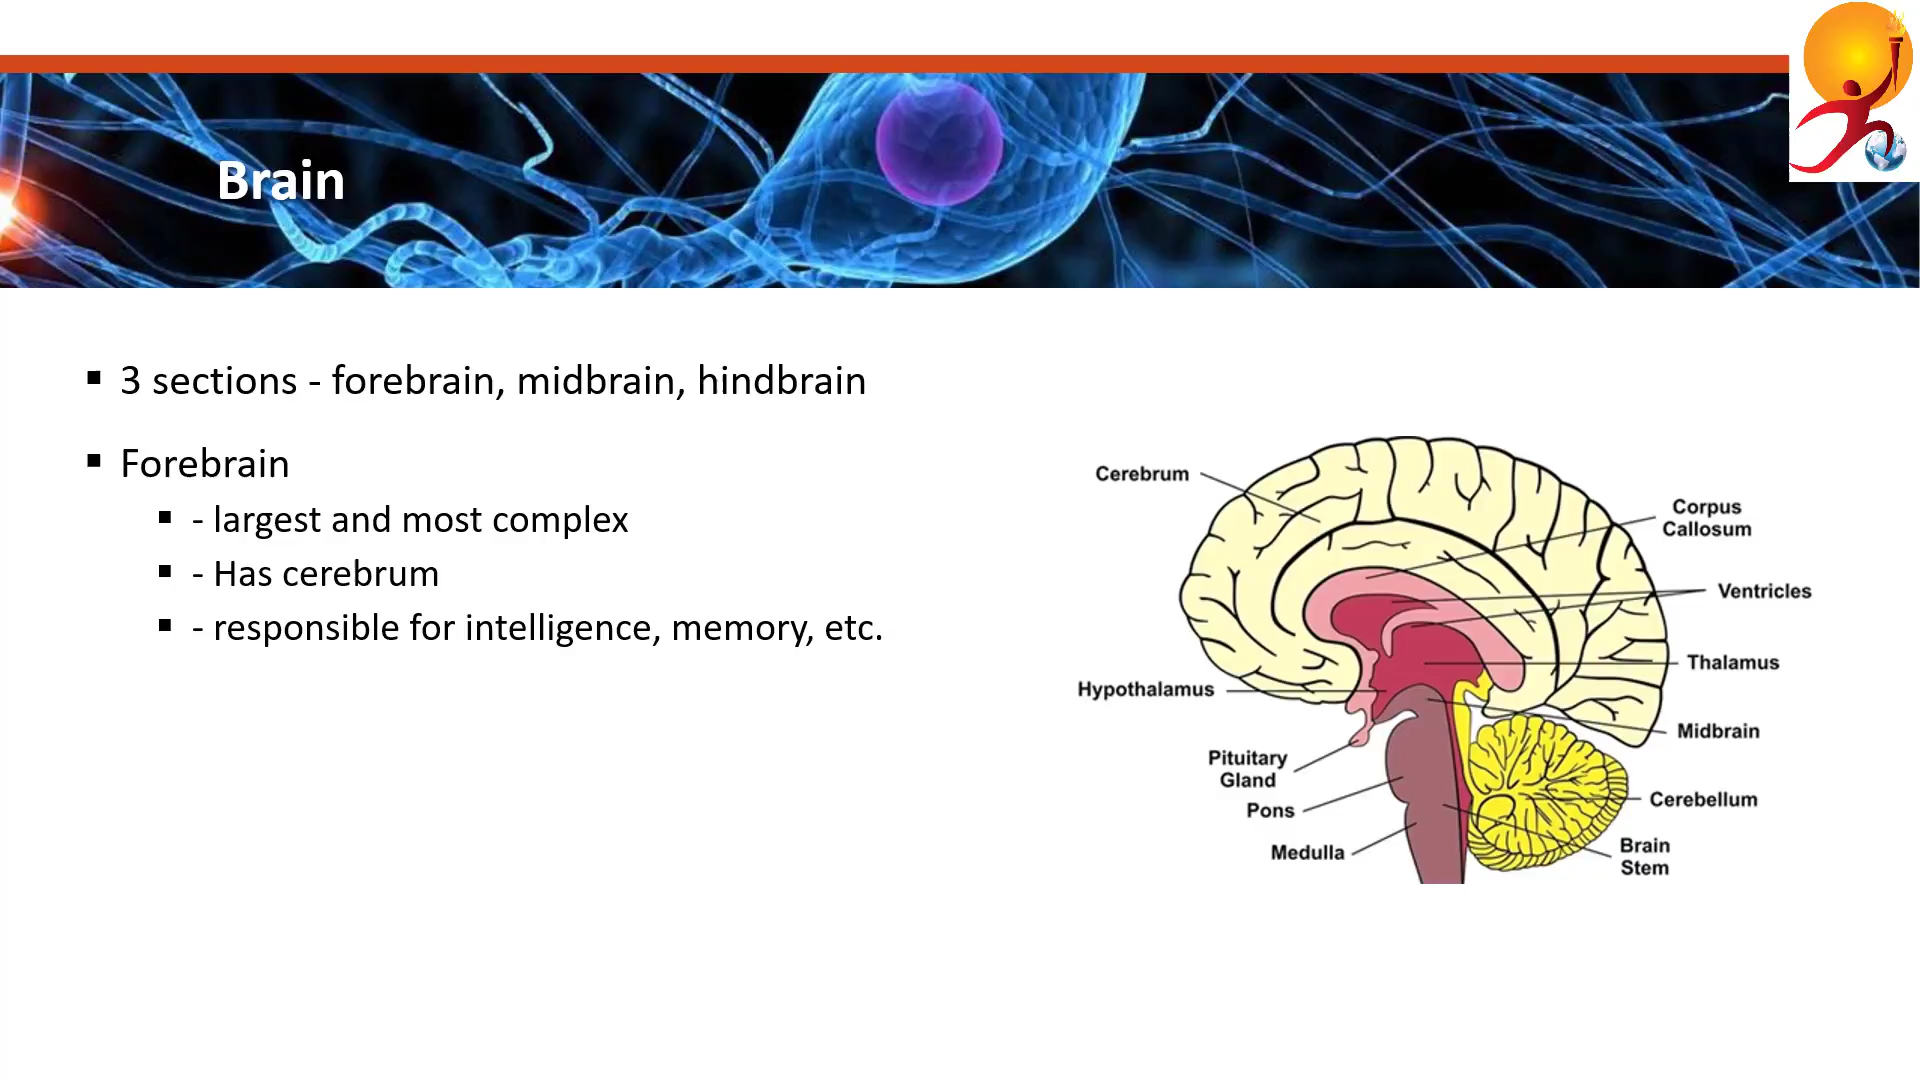 Brain
▪ 3 sections - forebrain, midbrain, hindbrain
▪ Forebrain
▪ - largest and most complex
▪ - Has cerebrum
▪ - responsible for intelligence, memory, etc.
Cerebrum
Corpus
Callosum
Ventricles
Thalamus
Hypothalamus
Midbrain
Pituitary
Gland
Cerebellum
Pons
Medulla
Brain
Stem